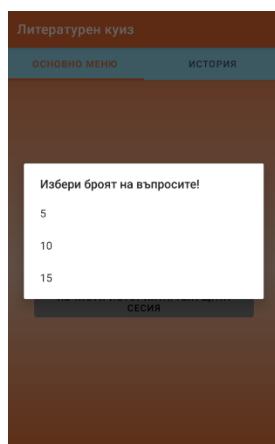 Литературен куиз
ОСНОВНО МЕНЮ
ИСТОРИЯ
Избери броят на въпросите!
5
10
15
СЕСИЯ